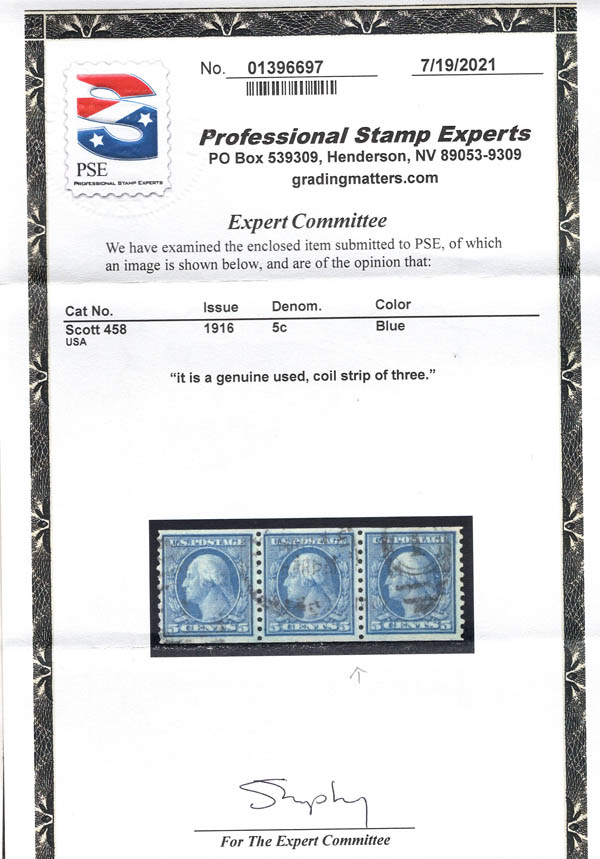 No. 01396697 7/19/2021
PSE
PROFESSIONAL STAMP EXPERTS
Professional Stamp Experts
PO Box 539309, Henderson, NV 89053-9309
gradingmatters.com
Expert Committee
We have examined the enclosed item submitted to PSE, of which
an image is shown below, and are of the opinion that:
Cat No. Issue Denom. Color
Scott 458 1916 5c Blue
USA
“it is a genuine used, coil strip of three.”
U.S. POSTAGE U.S. POSTAGE U.S. POSTAGE
5 CENTS 5 5 CENTS 5 5 CENTS 5
For The Expert Committee